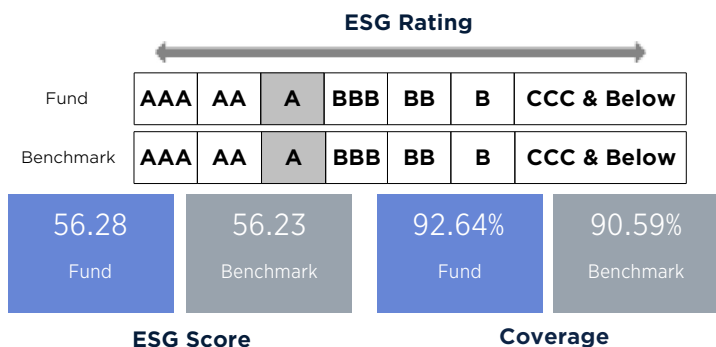 ESG Rating
Fund AAA AA A BBB BB B CCC & Below
Benchmark AAA AA A BBB BB B CCC & Below
56.28 56.23 92.64% 90.59%
Fund Benchmark Fund Benchmark
ESG Score Coverage